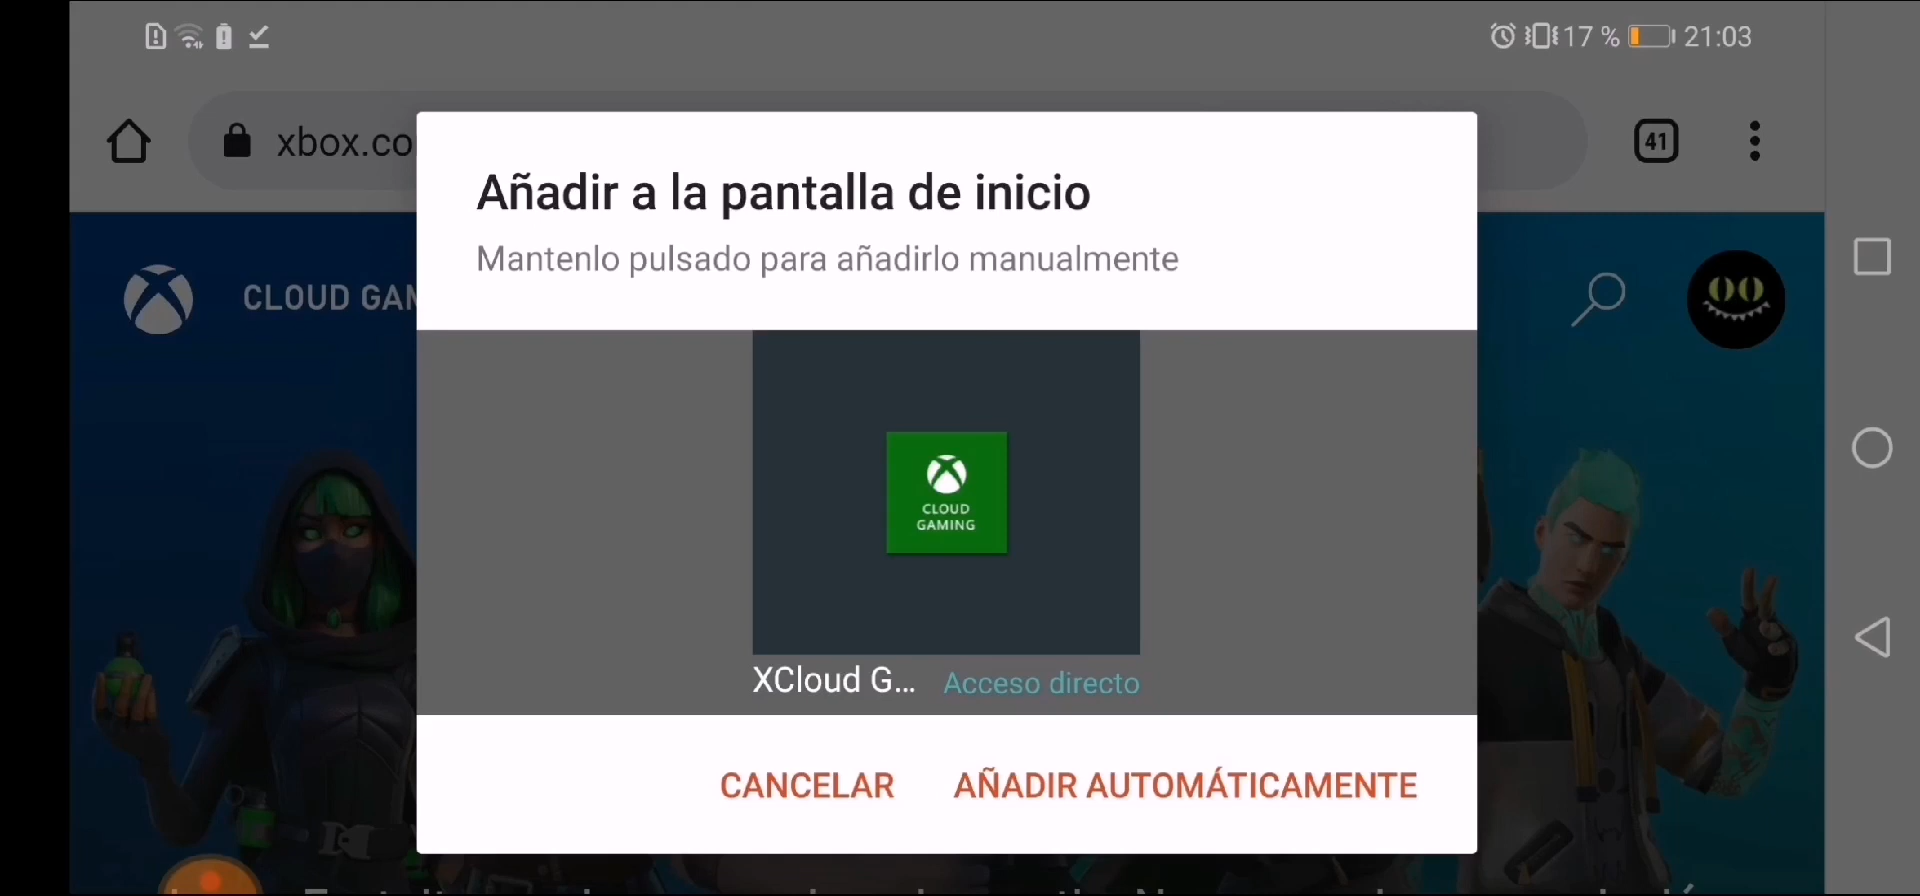 17 % 21:03
xbox.co
41
Añadir a la pantalla de inicio
Mantenlo pulsado para añadirlo manualmente
CLOUD GAM
CLOUD
GAMING
XCloud G... Acceso directo
CANCELAR AÑADIR AUTOMÁTICAMENTE